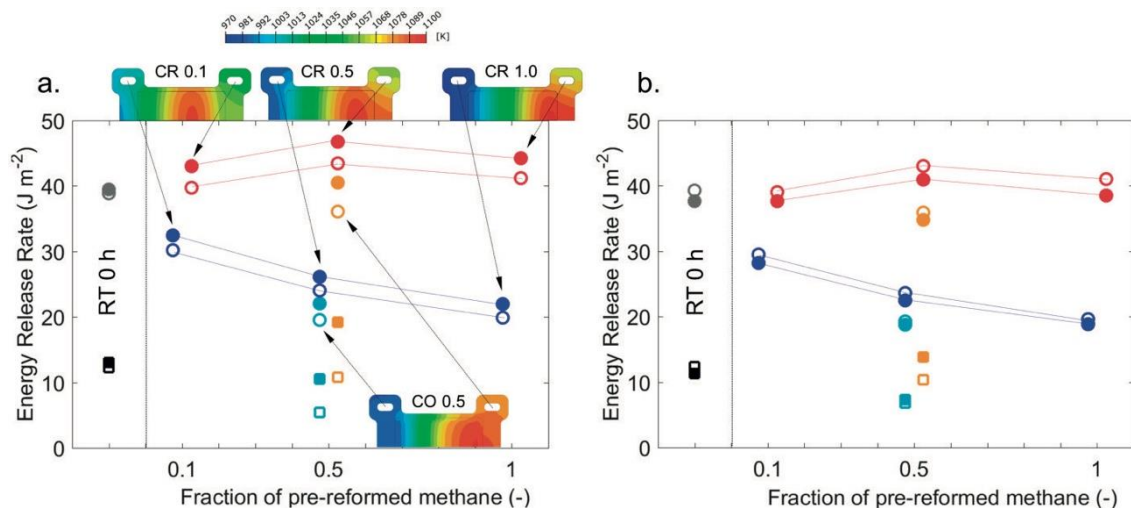 970 981 992 1003 1013 1024 1035 1046 1057 1068 1078 1089 1100
[K]
a.
CR 0.1
CR 0.5
CR 1.0
b.
50
40
30
20
10
0
Energy Release Rate (J m⁻²)
RT 0 h
CO 0.5
0.1 0.5 1
Fraction of pre-reformed methane (-)
50
40
30
20
10
0
Energy Release Rate (J m⁻²)
RT 0 h
0.1 0.5 1
Fraction of pre-reformed methane (-)